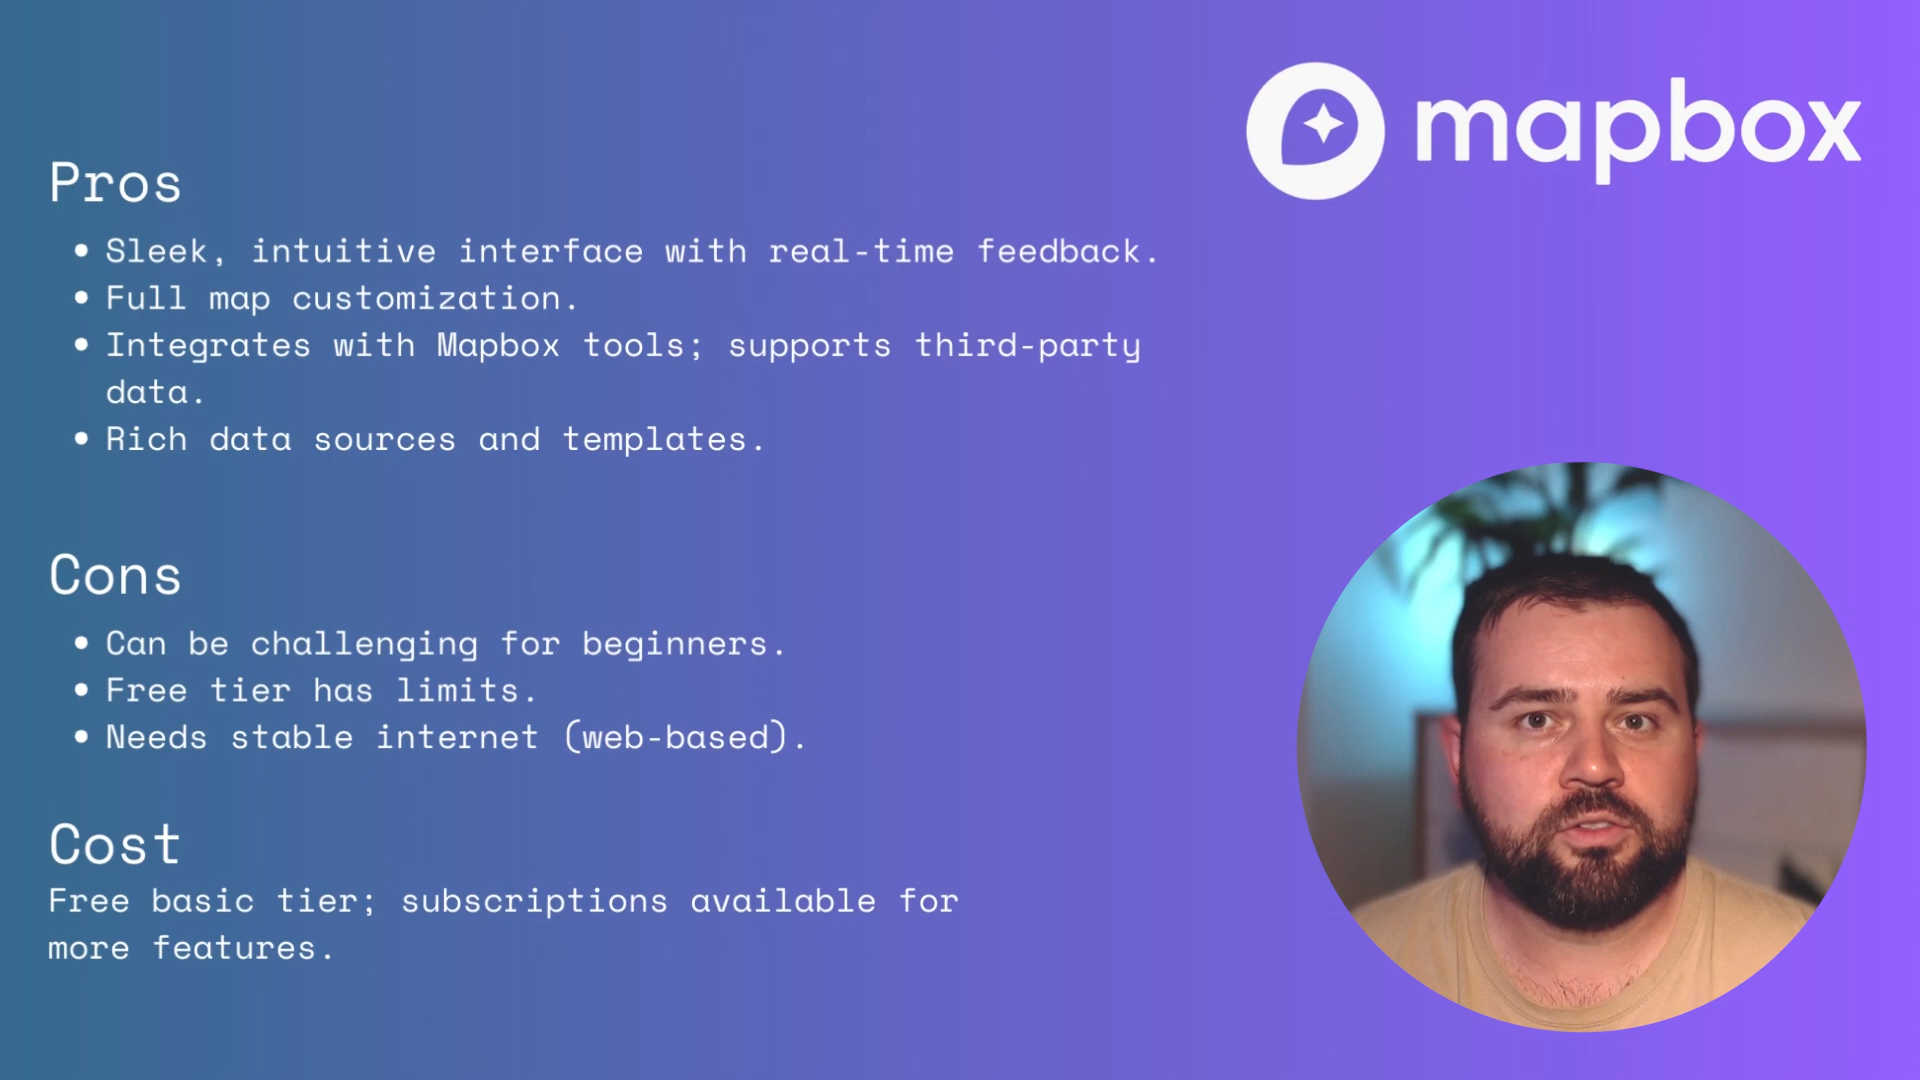 mapbox
Pros
• Sleek, intuitive interface with real-time feedback.
• Full map customization.
• Integrates with Mapbox tools; supports third-party
data.
• Rich data sources and templates.
Cons
• Can be challenging for beginners.
• Free tier has limits.
• Needs stable internet (web-based).
Cost
Free basic tier; subscriptions available for
more features.